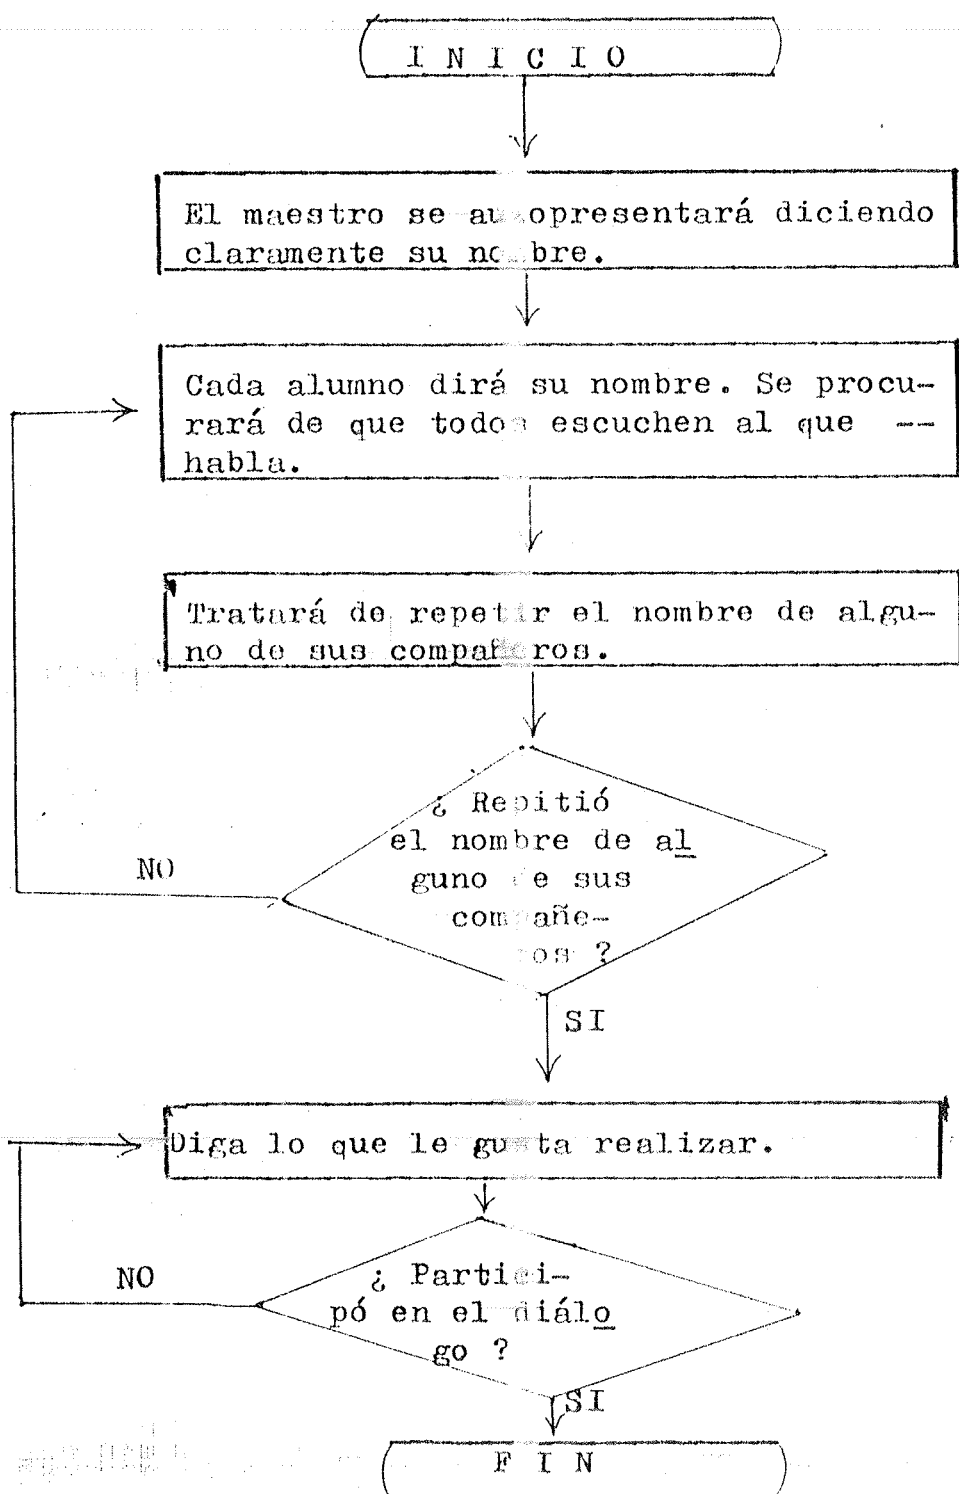 I N I C I O
El maestro se autopresentará diciendo
claramente su nombre.
Cada alumno dirá su nombre. Se procu-
rará de que todos escuchen al que --
habla.
Tratará de repetir el nombre de algu-
no de sus compañeros.
¿ Repitió
el nombre de al
guno de sus
compañe-
ros ?
NO
SI
Diga lo que le gusta realizar.
¿ Partici-
pó en el diálo
go ?
NO
SI
F I N